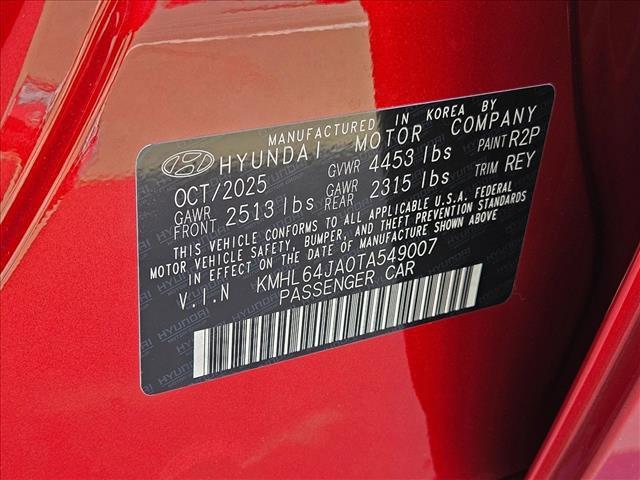 MANUFACTURED IN KOREA BY
HYUNDAI MOTOR COMPANY
OCT/2025 GVWR 4453 lbs PAINT R2P
GAWR FRONT 2513 lbs GAWR REAR 2315 lbs TRIM REY
THIS VEHICLE CONFORMS TO ALL APPLICABLE U.S.A. FEDERAL
MOTOR VEHICLE SAFETY, BUMPER, AND THEFT PREVENTION STANDARDS
IN EFFECT ON THE DATE OF MANUFACTURE SHOWN ABOVE
V.I.N KMHL64JA0TA549007
PASSENGER CAR